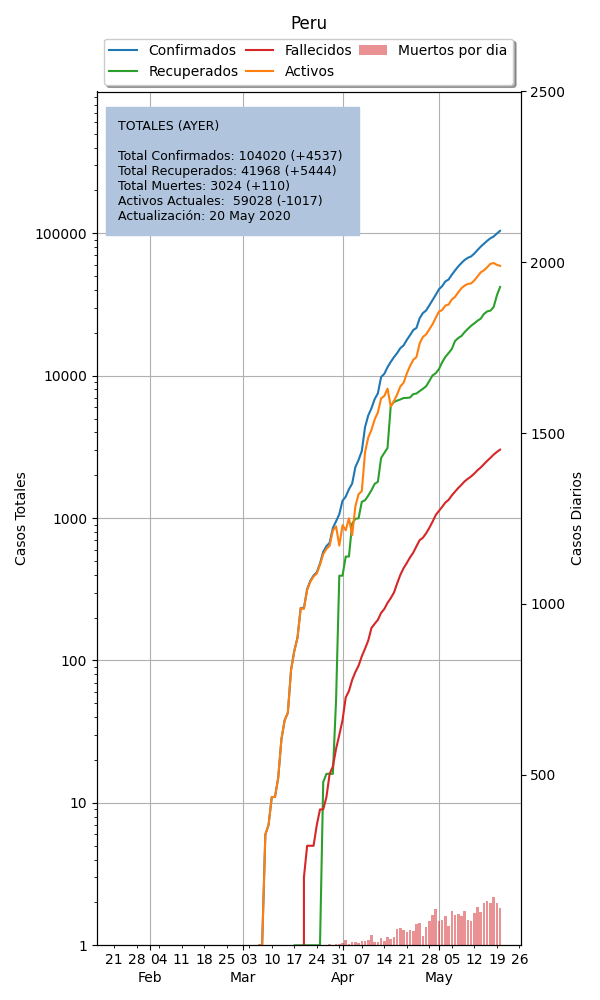 Peru
Confirmados Fallecidos Muertos por dia
Recuperados Activos
TOTALES (AYER)
Total Confirmados: 104020 (+4537)
Total Recuperados: 41968 (+5444)
Total Muertes: 3024 (+110)
Activos Actuales:  59028 (-1017)
Actualización: 20 May 2020
Casos Totales
100000
10000
1000
100
10
1
2500
2000
1500
1000
500
Casos Diarios
21 28 04 11 18 25 03 10 17 24 31 07 14 21 28 05 12 19 26
Feb Mar Apr May